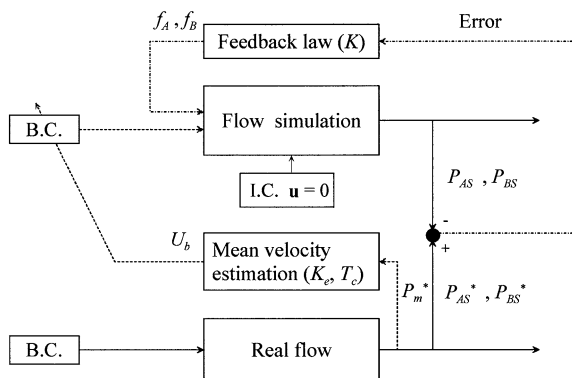 f_A , f_B
Error
Feedback law (K)
Flow simulation
B.C.
I.C. u = 0
P_AS , P_BS
-
+
U_b
Mean velocity
estimation (K_e, T_c)
P_m*
P_AS* , P_BS*
B.C.
Real flow